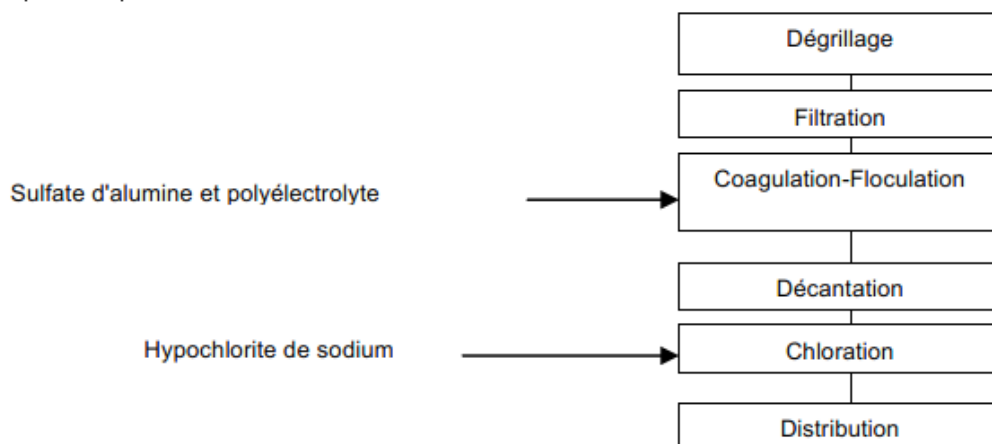 Dégrillage
Filtration
Coagulation-Floculation
Sulfate d'alumine et polyélectrolyte
Décantation
Hypochlorite de sodium
Chloration
Distribution